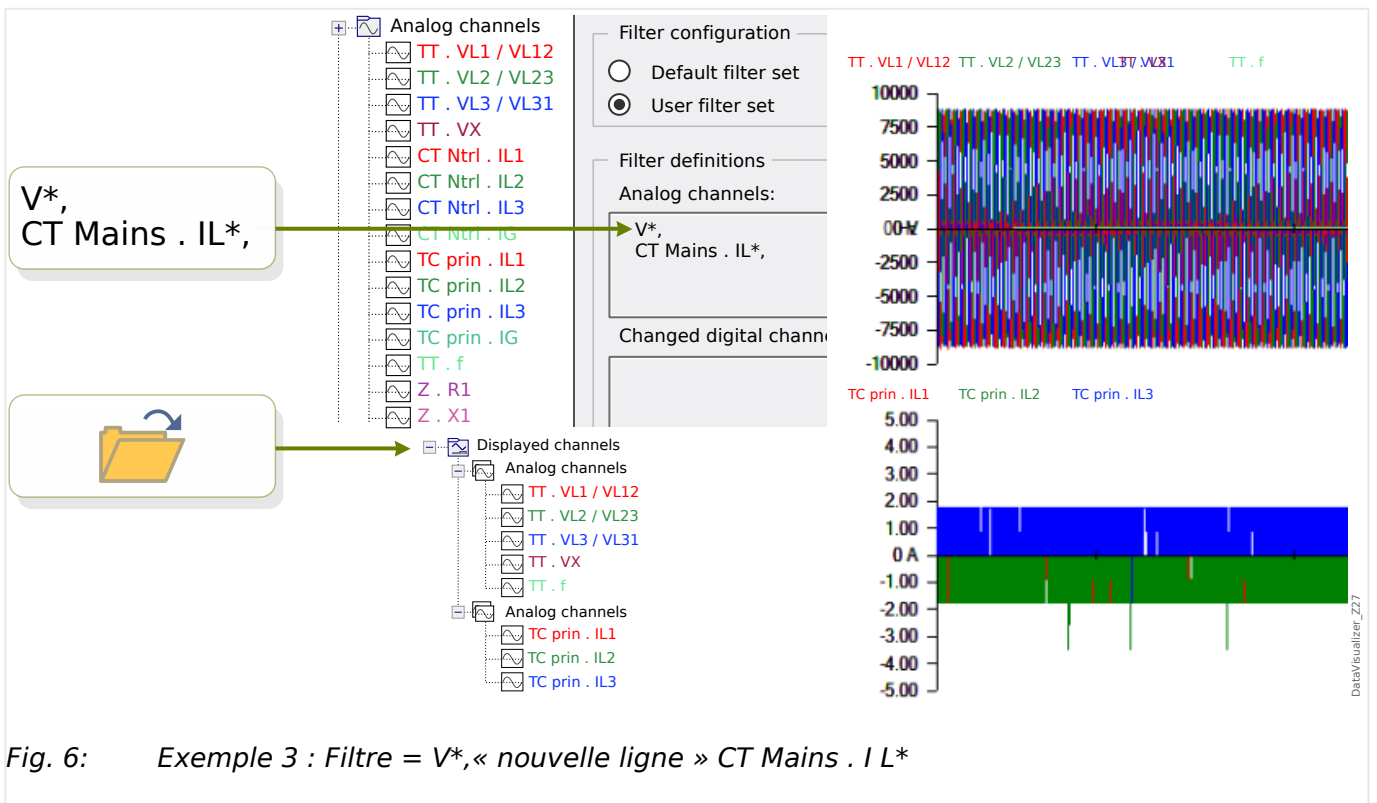 V*,
CT Mains . IL*,
Analog channels
TT . VL1 / VL12
TT . VL2 / VL23
TT . VL3 / VL31
TT . VX
CT Ntrl . IL1
CT Ntrl . IL2
CT Ntrl . IL3
CT Ntrl . IG
TC prin . IL1
TC prin . IL2
TC prin . IL3
TC prin . IG
TT . f
Z . R1
Z . X1
Filter configuration
Default filter set
User filter set
Filter definitions
Analog channels:
V*,
CT Mains . IL*,
Changed digital chann
Displayed channels
Analog channels
TT . VL1 / VL12
TT . VL2 / VL23
TT . VL3 / VL31
TT . VX
TT . f
Analog channels
TC prin . IL1
TC prin . IL2
TC prin . IL3
TT . VL1 / VL12 TT . VL2 / VL23 TT . VL3 / VL31 TT . VX TT . f
10000
7500
5000
2500
-2500
-5000
-7500
-10000
TC prin . IL1 TC prin . IL2 TC prin . IL3
5.00
4.00
3.00
2.00
1.00
0 A
-1.00
-2.00
-3.00
-4.00
-5.00
DataVisualizer_Z27
Fig. 6: Exemple 3 : Filtre = V*,« nouvelle ligne » CT Mains . I L*